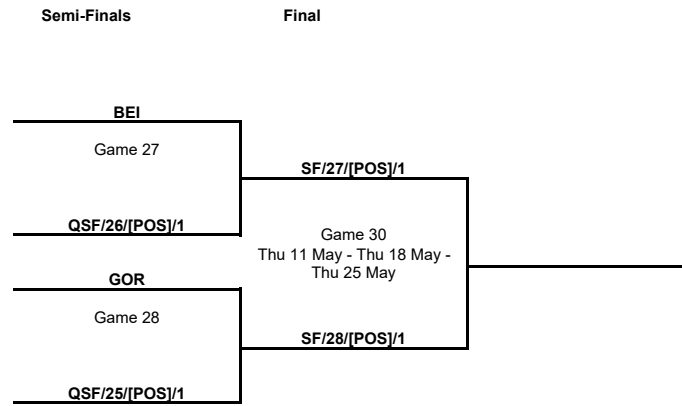 Semi-Finals Final
BEI
Game 27
SF/27/[POS]/1
QSF/26/[POS]/1
Game 30
Thu 11 May - Thu 18 May -
Thu 25 May
GOR
Game 28
SF/28/[POS]/1
QSF/25/[POS]/1